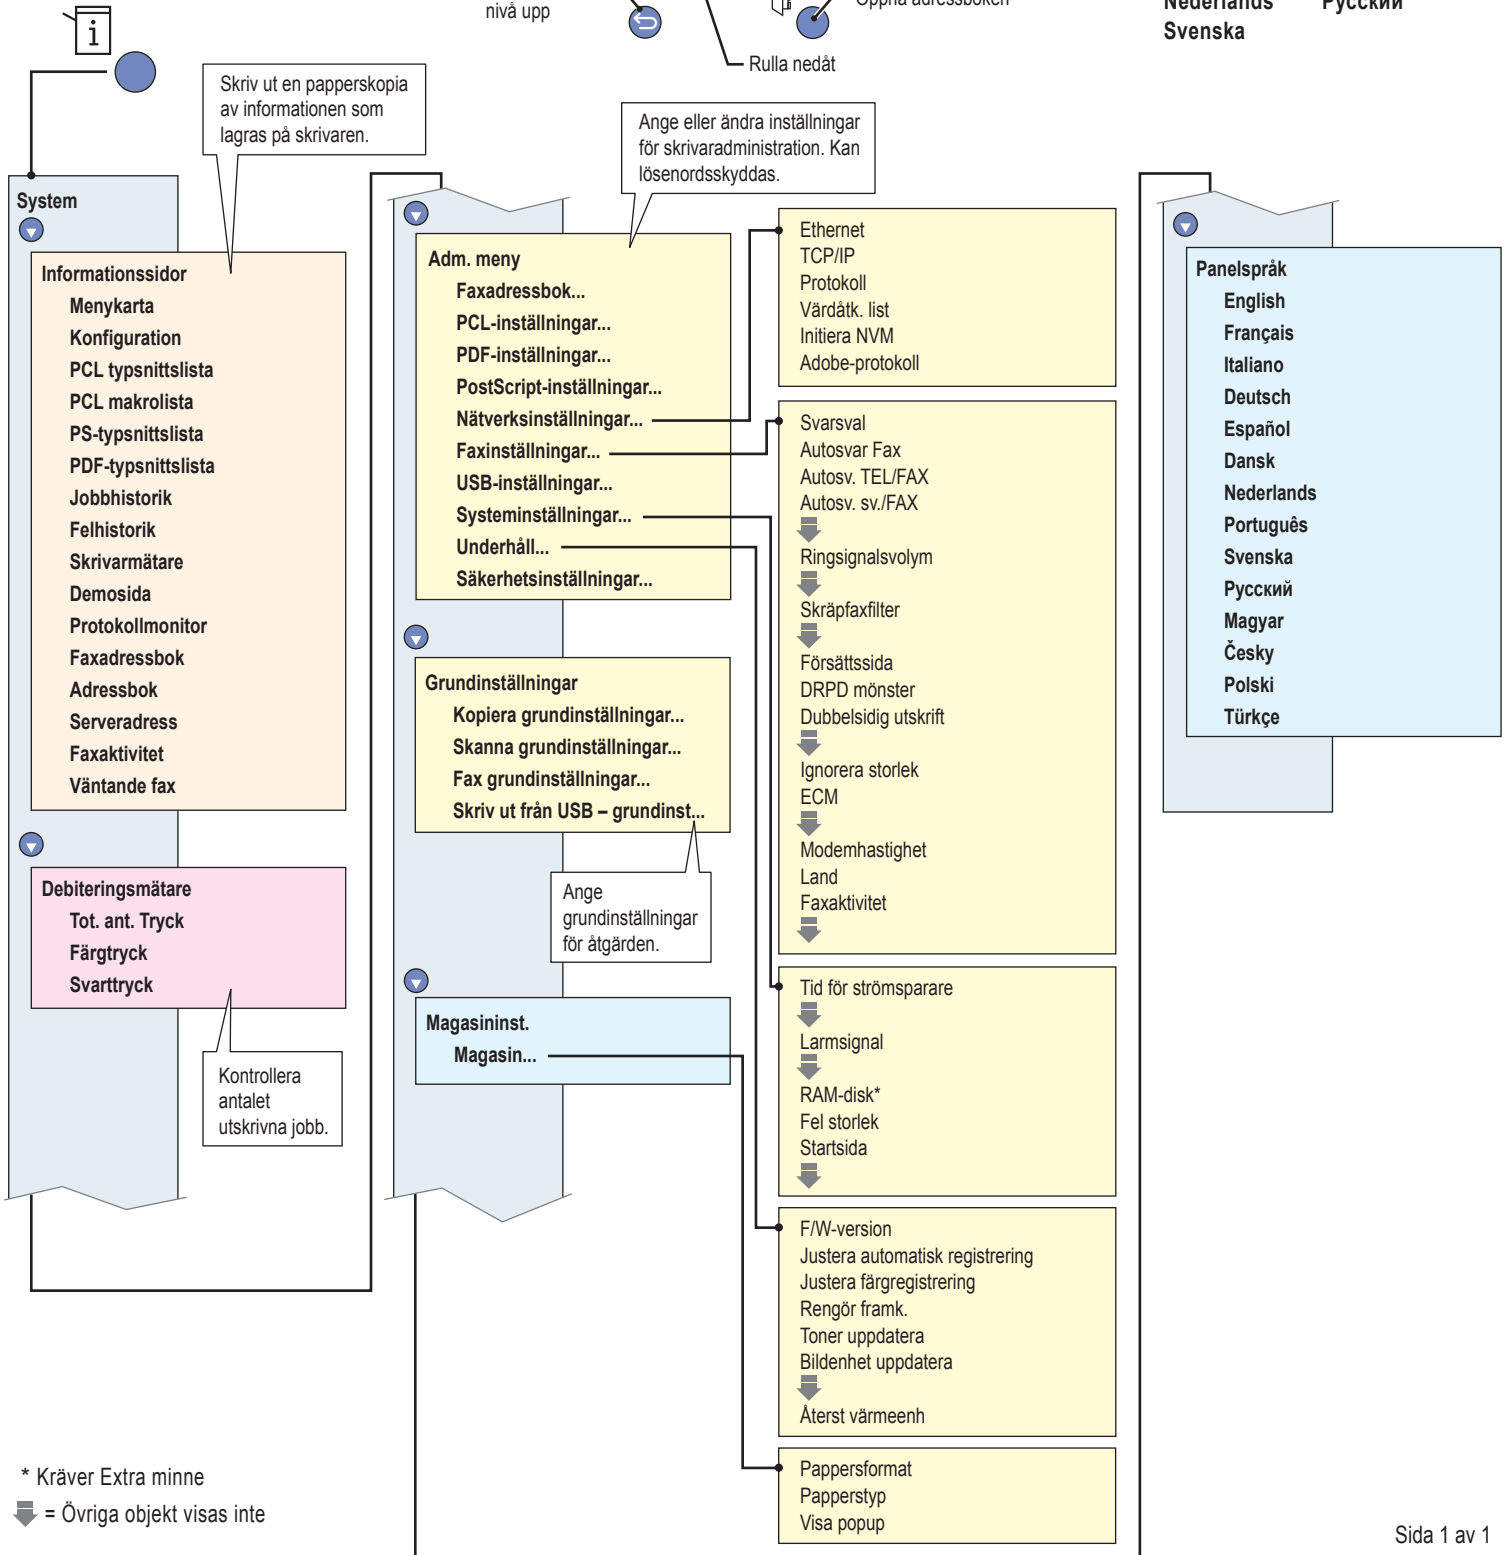 nivå upp
Öppna adressboken
Nederlands Русский
Svenska
Rulla nedåt
i
Skriv ut en papperskopia
av informationen som
lagras på skrivaren.
System
Informationssidor
Menykarta
Konfiguration
PCL typsnittslista
PCL makrolista
PS-typsnittslista
PDF-typsnittslista
Jobbhistorik
Felhistorik
Skrivarmätare
Demosida
Protokollmonitor
Faxadressbok
Adressbok
Serveradress
Faxaktivitet
Väntande fax
Debiteringsmätare
Tot. ant. Tryck
Färgtryck
Svarttryck
Kontrollera
antalet
utskrivna jobb.
Ange eller ändra inställningar
för skrivaradministration. Kan
lösenordsskyddas.
Adm. meny
Faxadressbok...
PCL-inställningar...
PDF-inställningar...
PostScript-inställningar...
Nätverksinställningar...
Faxinställningar...
USB-inställningar...
Systeminställningar...
Underhåll...
Säkerhetsinställningar...
Grundinställningar
Kopiera grundinställningar...
Skanna grundinställningar...
Fax grundinställningar...
Skriv ut från USB – grundinst...
Ange
grundinställningar
för åtgärden.
Magasininst.
Magasin...
Ethernet
TCP/IP
Protokoll
Värdåtk. list
Initiera NVM
Adobe-protokoll
Svarsval
Autosvar Fax
Autosv. TEL/FAX
Autosv. sv./FAX
Ringsignalsvolym
Skräpfaxfilter
Försättssida
DRPD mönster
Dubbelsidig utskrift
Ignorera storlek
ECM
Modemhastighet
Land
Faxaktivitet
Tid för strömsparare
Larmsignal
RAM-disk*
Fel storlek
Startsida
F/W-version
Justera automatisk registrering
Justera färgregistrering
Rengör framk.
Toner uppdatera
Bildenhet uppdatera
Återst värmeenh
Pappersformat
Papperstyp
Visa popup
Panelspråk
English
Français
Italiano
Deutsch
Español
Dansk
Nederlands
Português
Svenska
Русский
Magyar
Česky
Polski
Türkçe
* Kräver Extra minne
= Övriga objekt visas inte
Sida 1 av 1